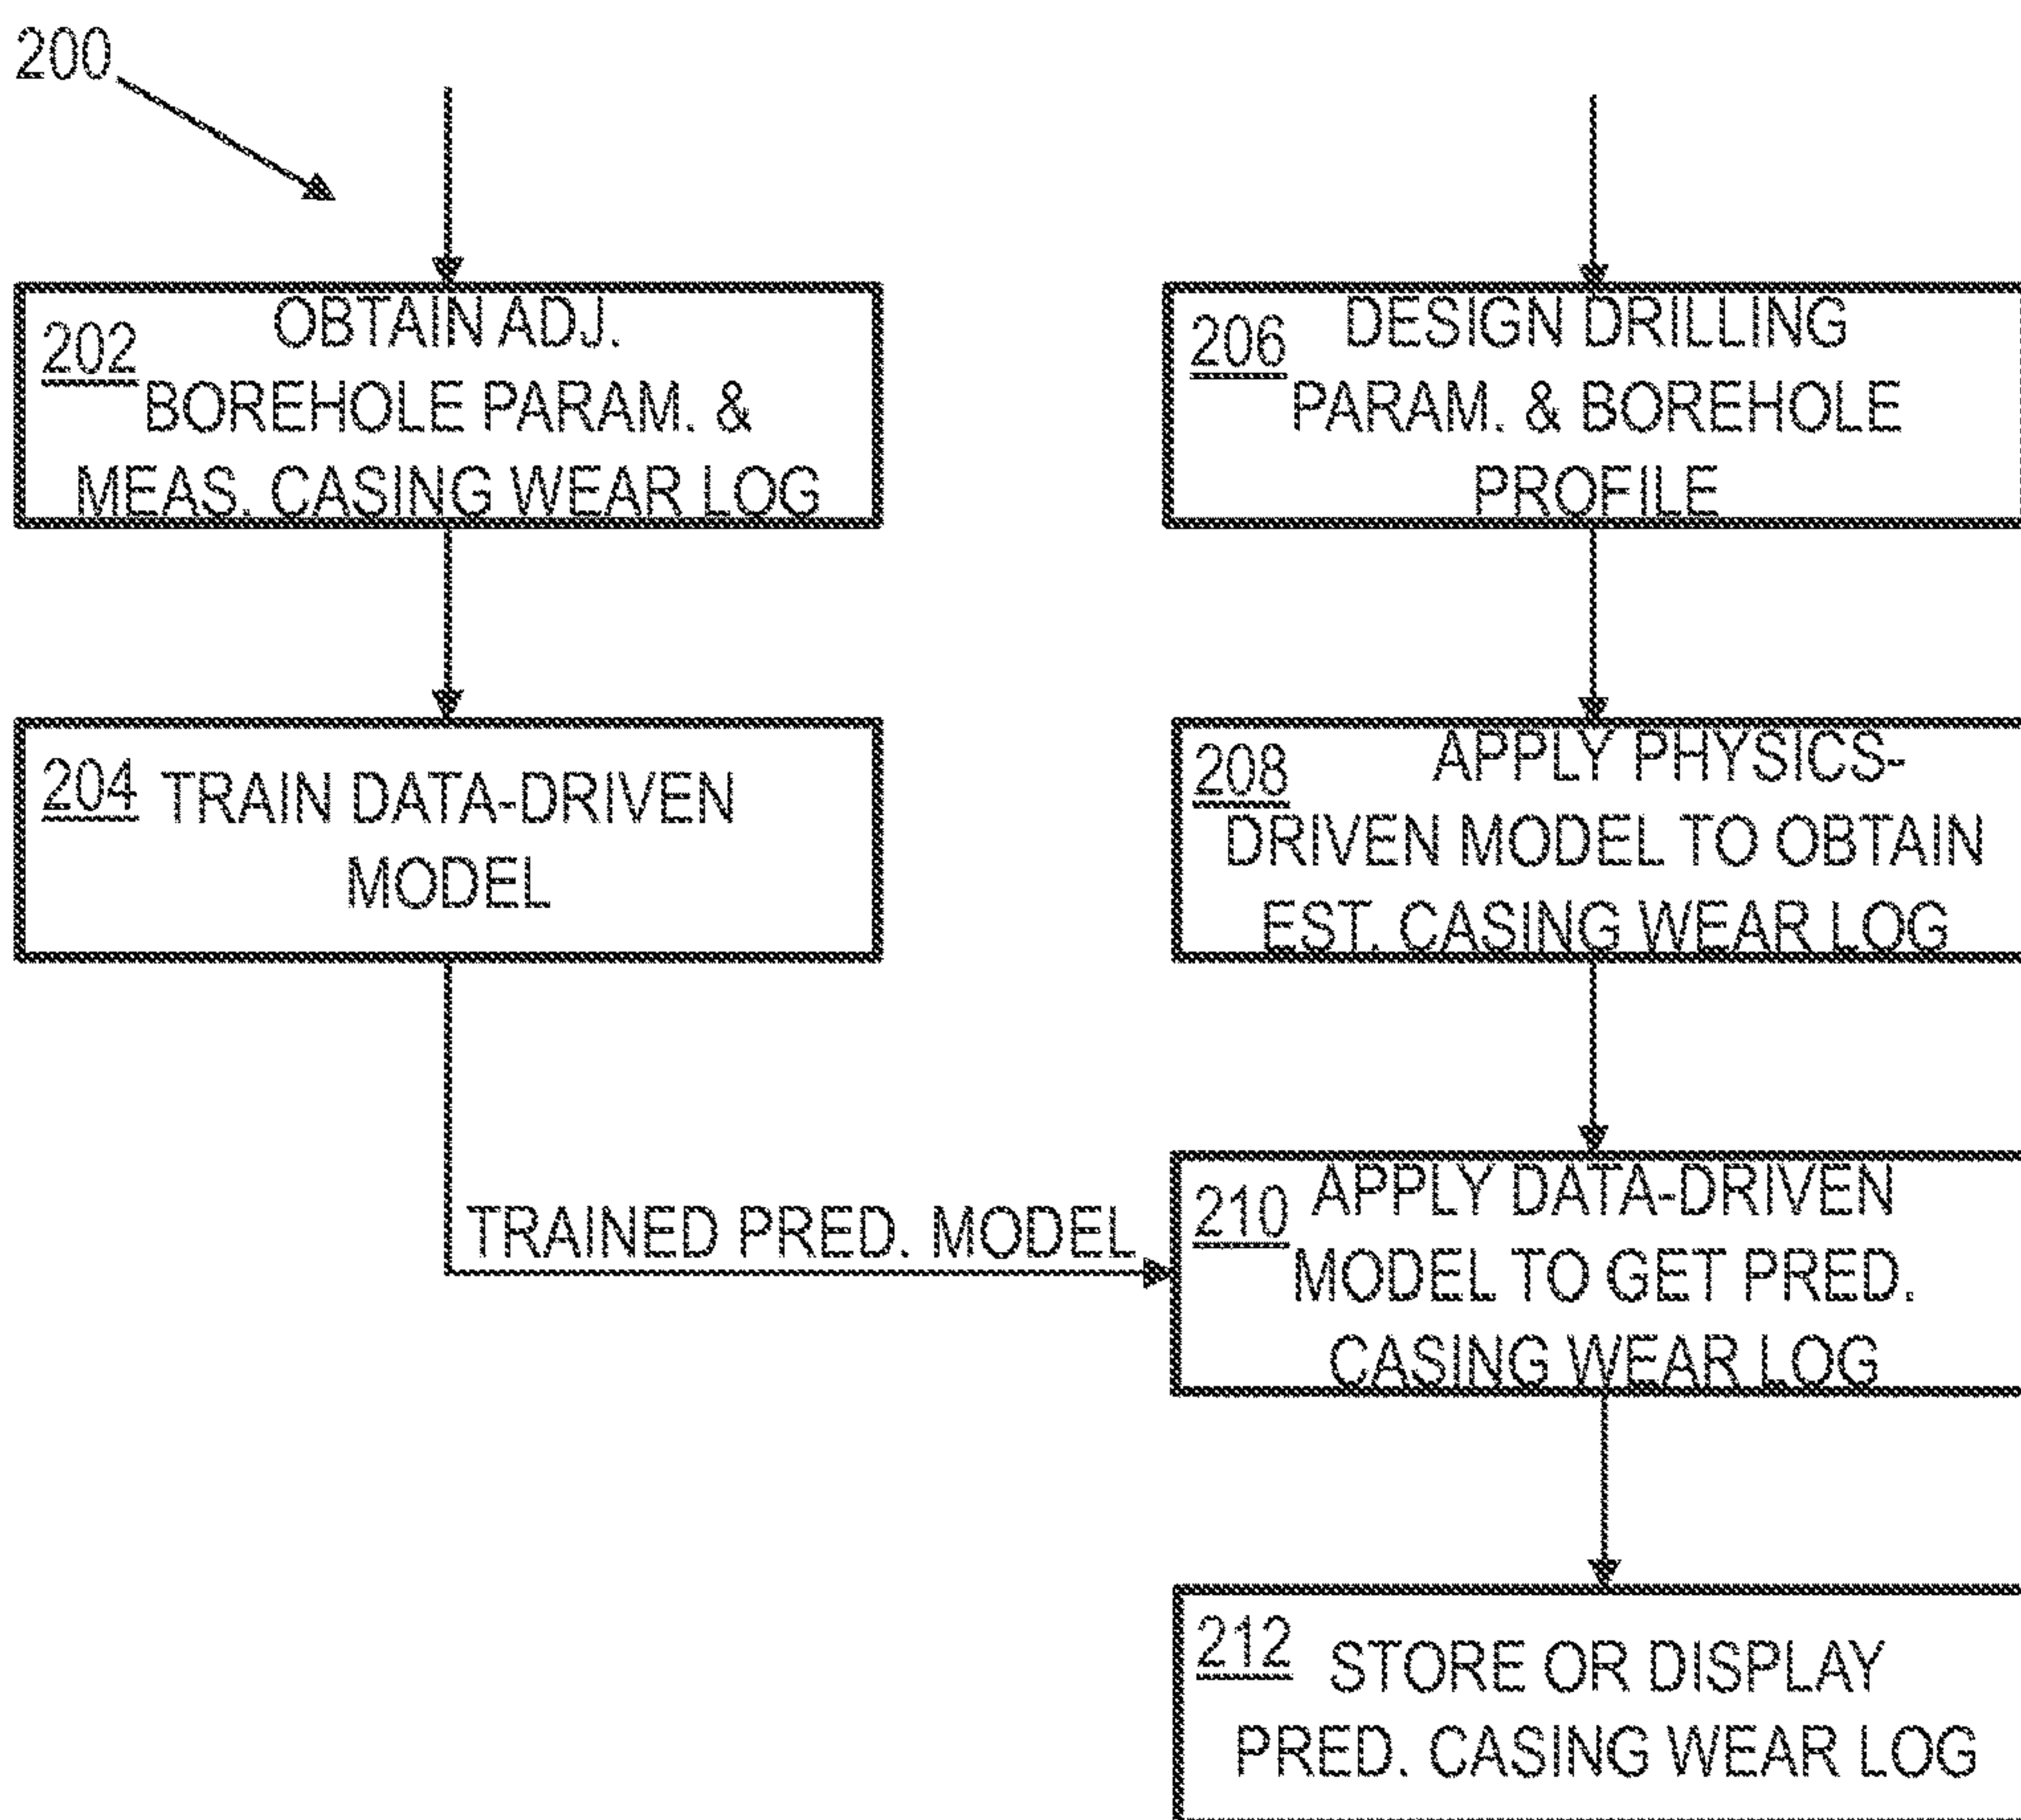 200
202 OBTAIN ADJ.
BOREHOLE PARAM. &
MEAS. CASING WEAR LOG
204 TRAIN DATA-DRIVEN
MODEL
TRAINED PRED. MODEL
206 DESIGN DRILLING
PARAM. & BOREHOLE
PROFILE
208 APPLY PHYSICS-
DRIVEN MODEL TO OBTAIN
EST. CASING WEAR LOG
210 APPLY DATA-DRIVEN
MODEL TO GET PRED.
CASING WEAR LOG
212 STORE OR DISPLAY
PRED. CASING WEAR LOG